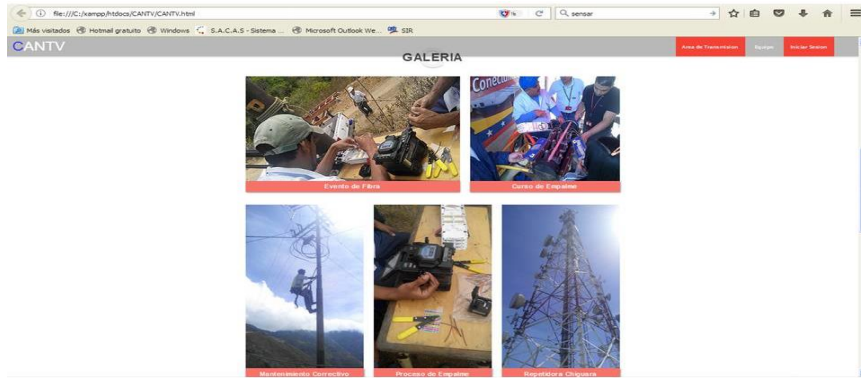 file:///C:/xampp/htdocs/CANTV/CANTV.html
sensar
Más visitados Hotmail gratuito Windows S.A.C.A.S - Sistema ... Microsoft Outlook We... SIR
CANTV
Area de Transmision Equipo Iniciar Sesion
GALERIA
Conecta
Evento de Fibra
Curso de Empalme
Mantenimiento Correctivo
Proceso de Empalme
Repetidora Chiguara